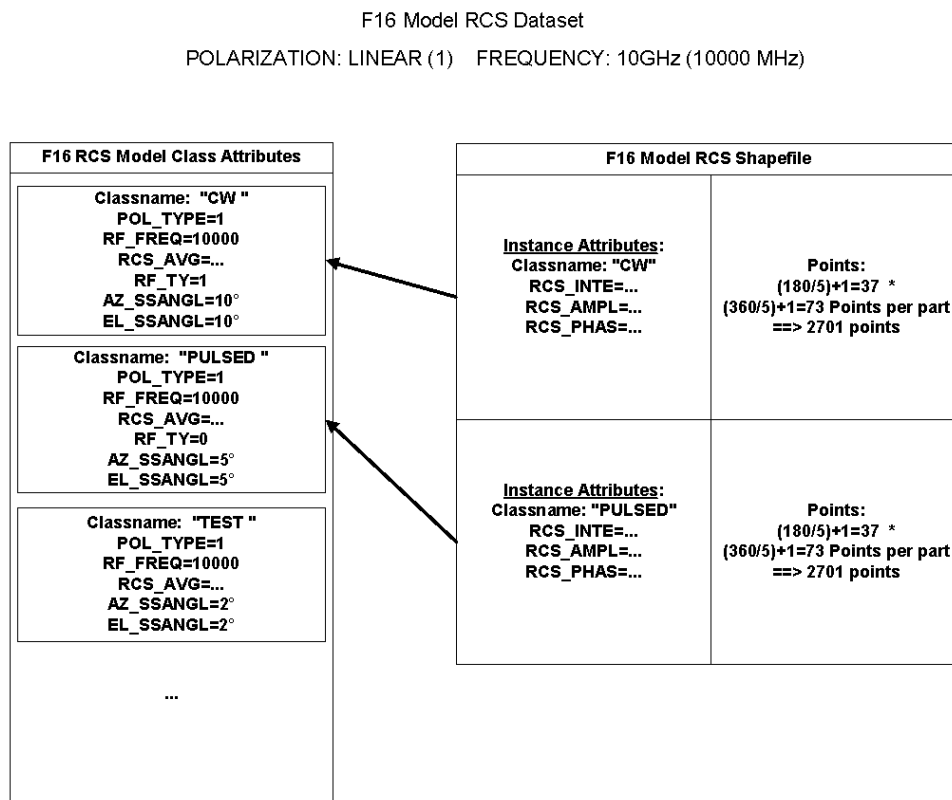 F16 Model RCS Dataset
POLARIZATION: LINEAR (1) FREQUENCY: 10GHz (10000 MHz)
F16 RCS Model Class Attributes
Classname: "CW "
POL_TYPE=1
RF_FREQ=10000
RCS_AVG=...
RF_TY=1
AZ_SSANGL=10°
EL_SSANGL=10°
Classname: "PULSED "
POL_TYPE=1
RF_FREQ=10000
RCS_AVG=...
RF_TY=0
AZ_SSANGL=5°
EL_SSANGL=5°
Classname: "TEST "
POL_TYPE=1
RF_FREQ=10000
RCS_AVG=...
AZ_SSANGL=2°
EL_SSANGL=2°
...
F16 Model RCS Shapefile
Instance Attributes:
Classname: "CW"
RCS_INTE=...
RCS_AMPL=...
RCS_PHAS=...
Points:
(180/5)+1=37 *
(360/5)+1=73 Points per part
==> 2701 points
Instance Attributes:
Classname: "PULSED"
RCS_INTE=...
RCS_AMPL=...
RCS_PHAS=...
Points:
(180/5)+1=37 *
(360/5)+1=73 Points per part
==> 2701 points